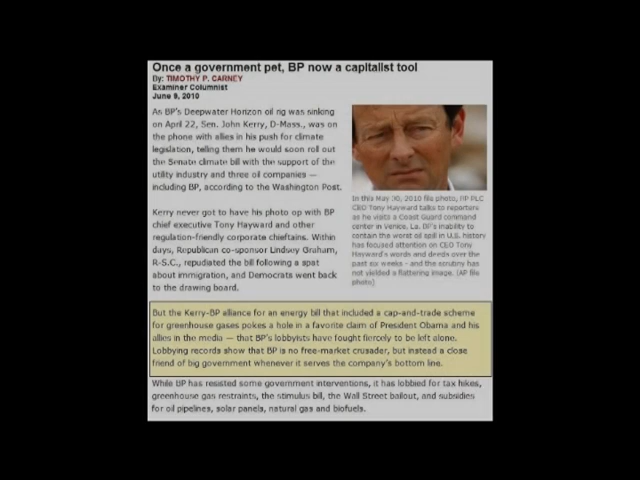 Once a government pet, BP now a capitalist tool
By: TIMOTHY P. CARNEY
Examiner Columnist
June 9, 2010
As BP's Deepwater Horizon oil rig was sinking
on April 22, Sen. John Kerry, D-Mass., was on
the phone with allies in his push for climate
legislation, telling them he would soon roll out
the Senate climate bill with the support of the
utility industry and three oil companies —
including BP, according to the Washington Post.
Kerry never got to have his photo op with BP
chief executive Tony Hayward and other
regulation-friendly corporate chieftains. Within
days, Republican co-sponsor Lindsey Graham,
R-S.C., repudiated the bill following a spat
about immigration, and Democrats went back
to the drawing board.
In this May 30, 2010 file photo, BP PLC
CEO Tony Hayward talks to reporters
as he visits a Coast Guard command
center in Venice, La. BP's inability to
contain the worst oil spill in U.S. history
has focused attention on CEO Tony
Hayward's words and deeds over the
past six weeks - and the scrutiny has
not yielded a flattering image. (AP file
photo)
But the Kerry-BP alliance for an energy bill that included a cap-and-trade scheme
for greenhouse gases pokes a hole in a favorite claim of President Obama and his
allies in the media — that BP's lobbyists have fought fiercely to be left alone.
Lobbying records show that BP is no free-market crusader, but instead a close
friend of big government whenever it serves the company's bottom line.
While BP has resisted some government interventions, it has lobbied for tax hikes,
greenhouse gas restraints, the stimulus bill, the Wall Street bailout, and subsidies
for oil pipelines, solar panels, natural gas and biofuels.